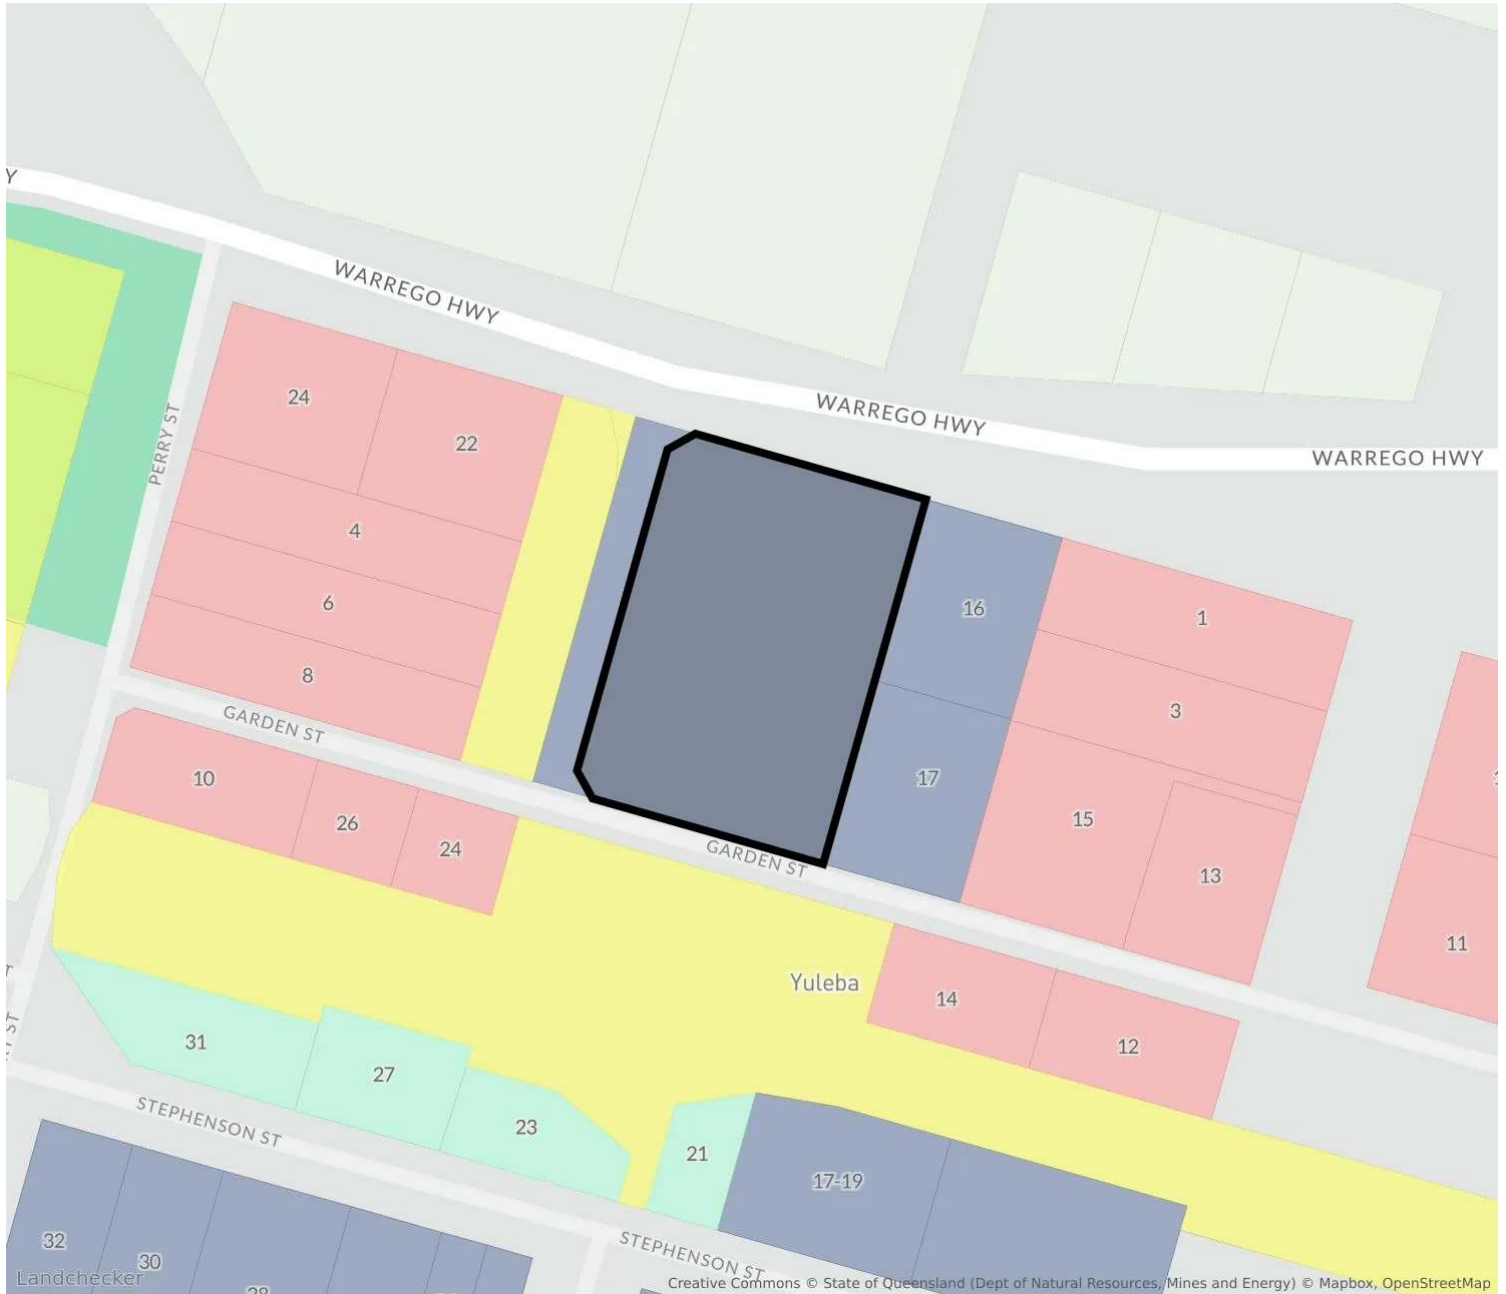 Y
WARREGO HWY
WARREGO HWY
WARREGO HWY
24
22
PERRY ST
4
6
8
16
1
3
17
15
13
11
GARDEN ST
GARDEN ST
10
26
24
Yuleba
14
12
31
27
23
21
17-19
STEPHENSON ST
STEPHENSON ST
32
30
Landchecker
Creative Commons © State of Queensland (Dept of Natural Resources, Mines and Energy) © Mapbox, OpenStreetMap